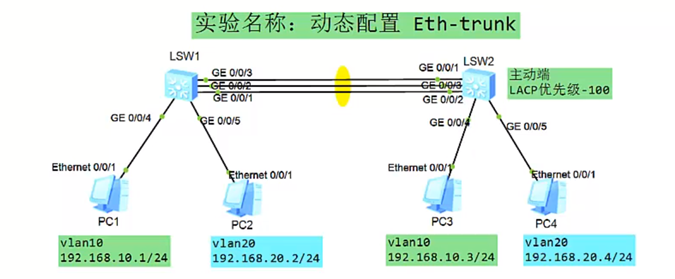 实验名称：动态配置 Eth-trunk
LSW1
LSW2
GE 0/0/3
GE 0/0/2
GE 0/0/1
GE 0/0/1
GE 0/0/3
GE 0/0/2
主动端
LACP优先级-100
GE 0/0/4
GE 0/0/5
GE 0/0/4
GE 0/0/5
Ethernet 0/0/1
Ethernet 0/0/1
Ethernet 0/0/1
Ethernet 0/0/1
PC1
PC2
PC3
PC4
vlan10
192.168.10.1/24
vlan20
192.168.20.2/24
vlan10
192.168.10.3/24
vlan20
192.168.20.4/24